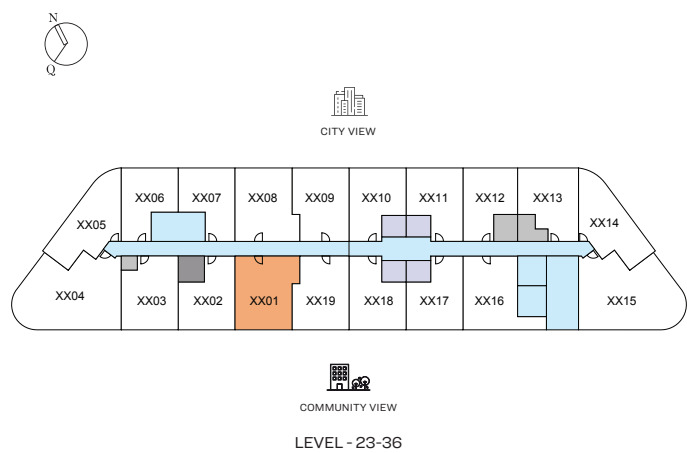 N
Q
CITY VIEW
XX06 XX07 XX08 XX09 XX10 XX11 XX12 XX13
XX05 XX14
XX04 XX03 XX02 XX01 XX19 XX18 XX17 XX16 XX15
COMMUNITY VIEW
LEVEL - 23-36